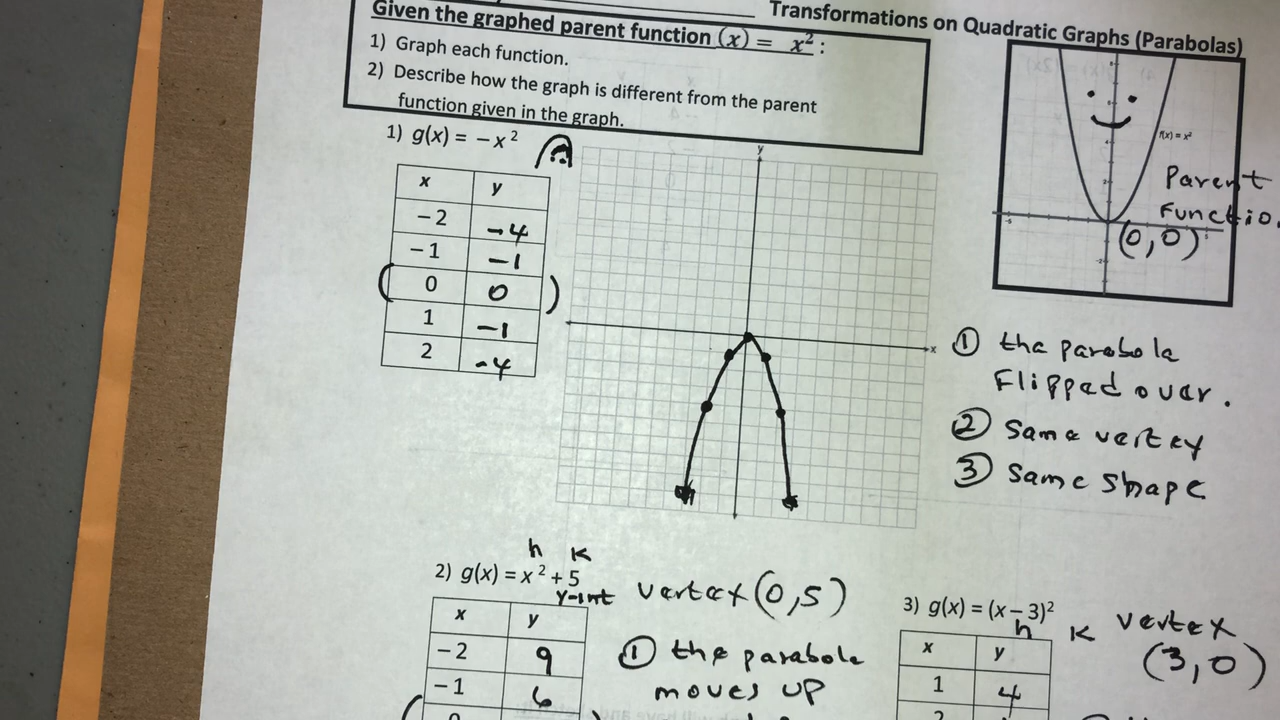 Transformations on Quadratic Graphs (Parabolas)
Given the graphed parent function (x) = x²:
1) Graph each function.
2) Describe how the graph is different from the parent
function given in the graph.
f(x) = x²
Parent
Functio
(0,0)
1) g(x) = −x²
x y
−2 −4
−1 −1
( 0 0 )
1 −1
2 −4
y
x
① the parabola
Flipped over.
② Same vertex
③ Same Shape
h K
2) g(x) = x² + 5
y-int
vertex (0,5)
x y
−2 9
−1 6
① the parabola
moves up
3) g(x) = (x − 3)²
h K vertex
(3,0)
x y
1 4
2